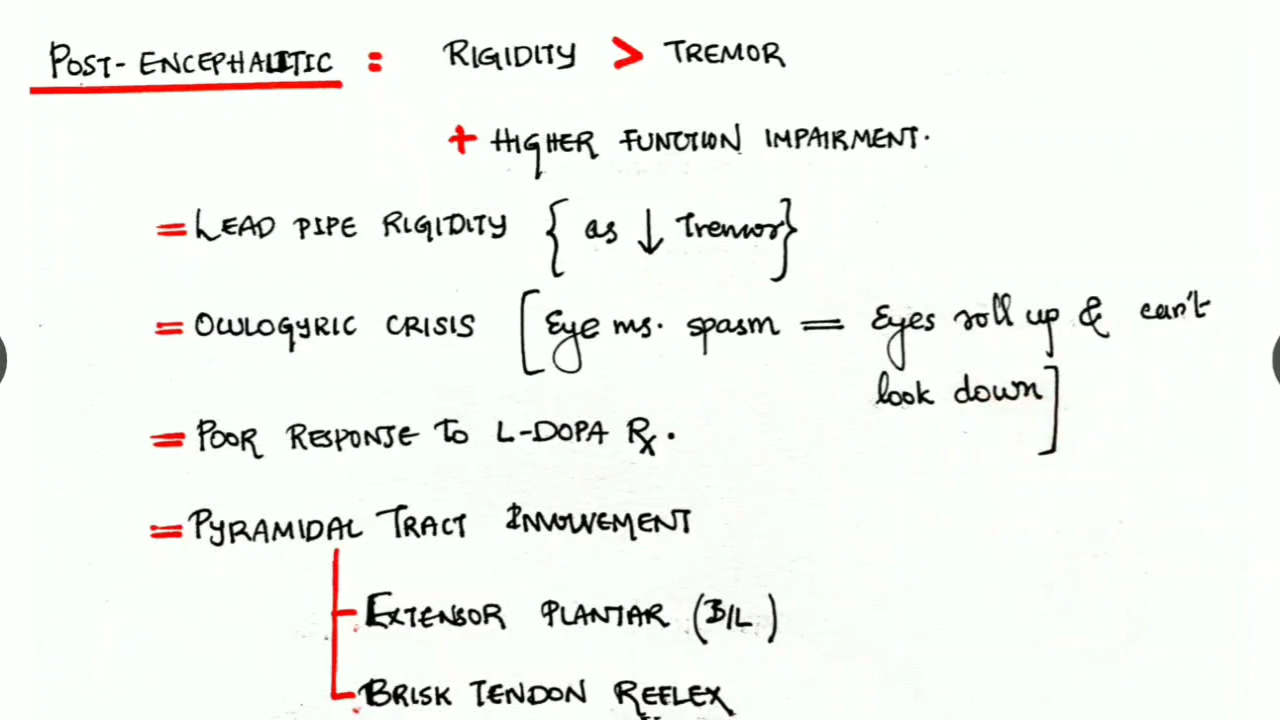 POST-ENCEPHALITIC : RIGIDITY > TREMOR
+ HIGHER FUNCTION IMPAIRMENT.
= LEAD PIPE RIGIDITY { as ↓ Tremor}
= OCULOGYRIC CRISIS [Eye ms. spasm = Eyes roll up & can't
look down]
= POOR RESPONSE TO L-DOPA Rx.
= PYRAMIDAL TRACT INVOLVEMENT
EXTENSOR PLANTAR (B/L)
BRISK TENDON REFLEX